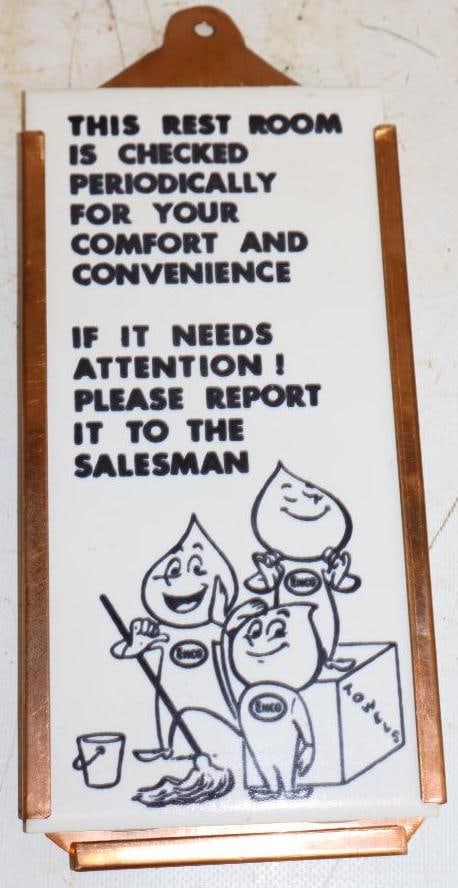 THIS REST ROOM
IS CHECKED
PERIODICALLY
FOR YOUR
COMFORT AND
CONVENIENCE
IF IT NEEDS
ATTENTION !
PLEASE REPORT
IT TO THE
SALESMAN
ENCO
ENCO
ENCO